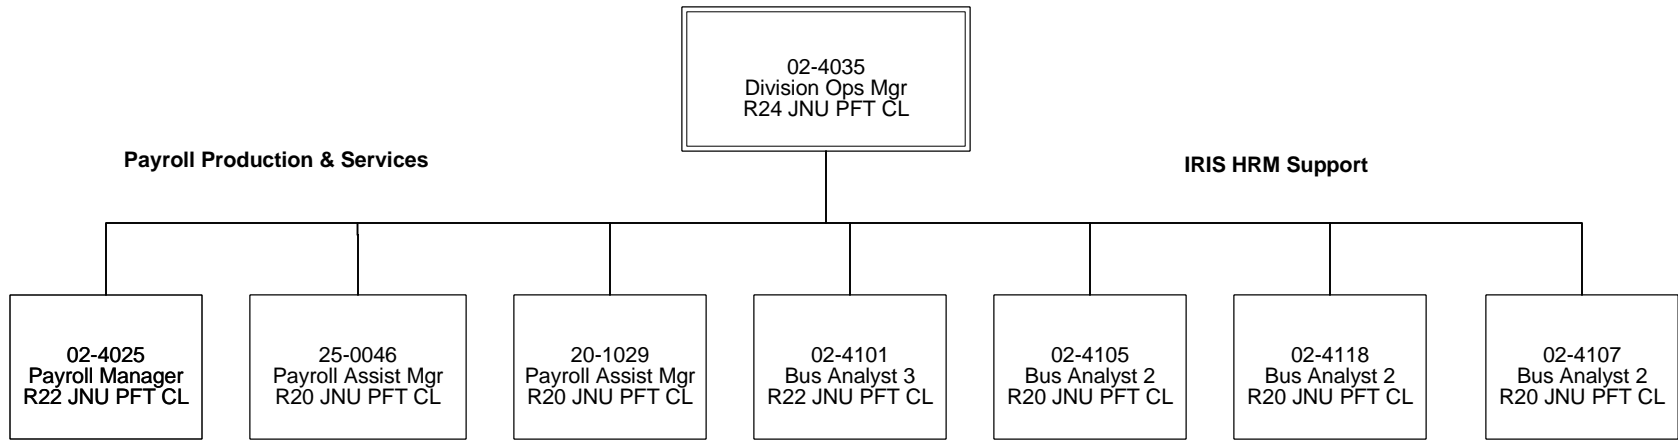 02-4035
Division Ops Mgr
R24 JNU PFT CL
Payroll Production & Services
IRIS HRM Support
02-4025
Payroll Manager
R22 JNU PFT CL
25-0046
Payroll Assist Mgr
R20 JNU PFT CL
20-1029
Payroll Assist Mgr
R20 JNU PFT CL
02-4101
Bus Analyst 3
R22 JNU PFT CL
02-4105
Bus Analyst 2
R20 JNU PFT CL
02-4118
Bus Analyst 2
R20 JNU PFT CL
02-4107
Bus Analyst 2
R20 JNU PFT CL